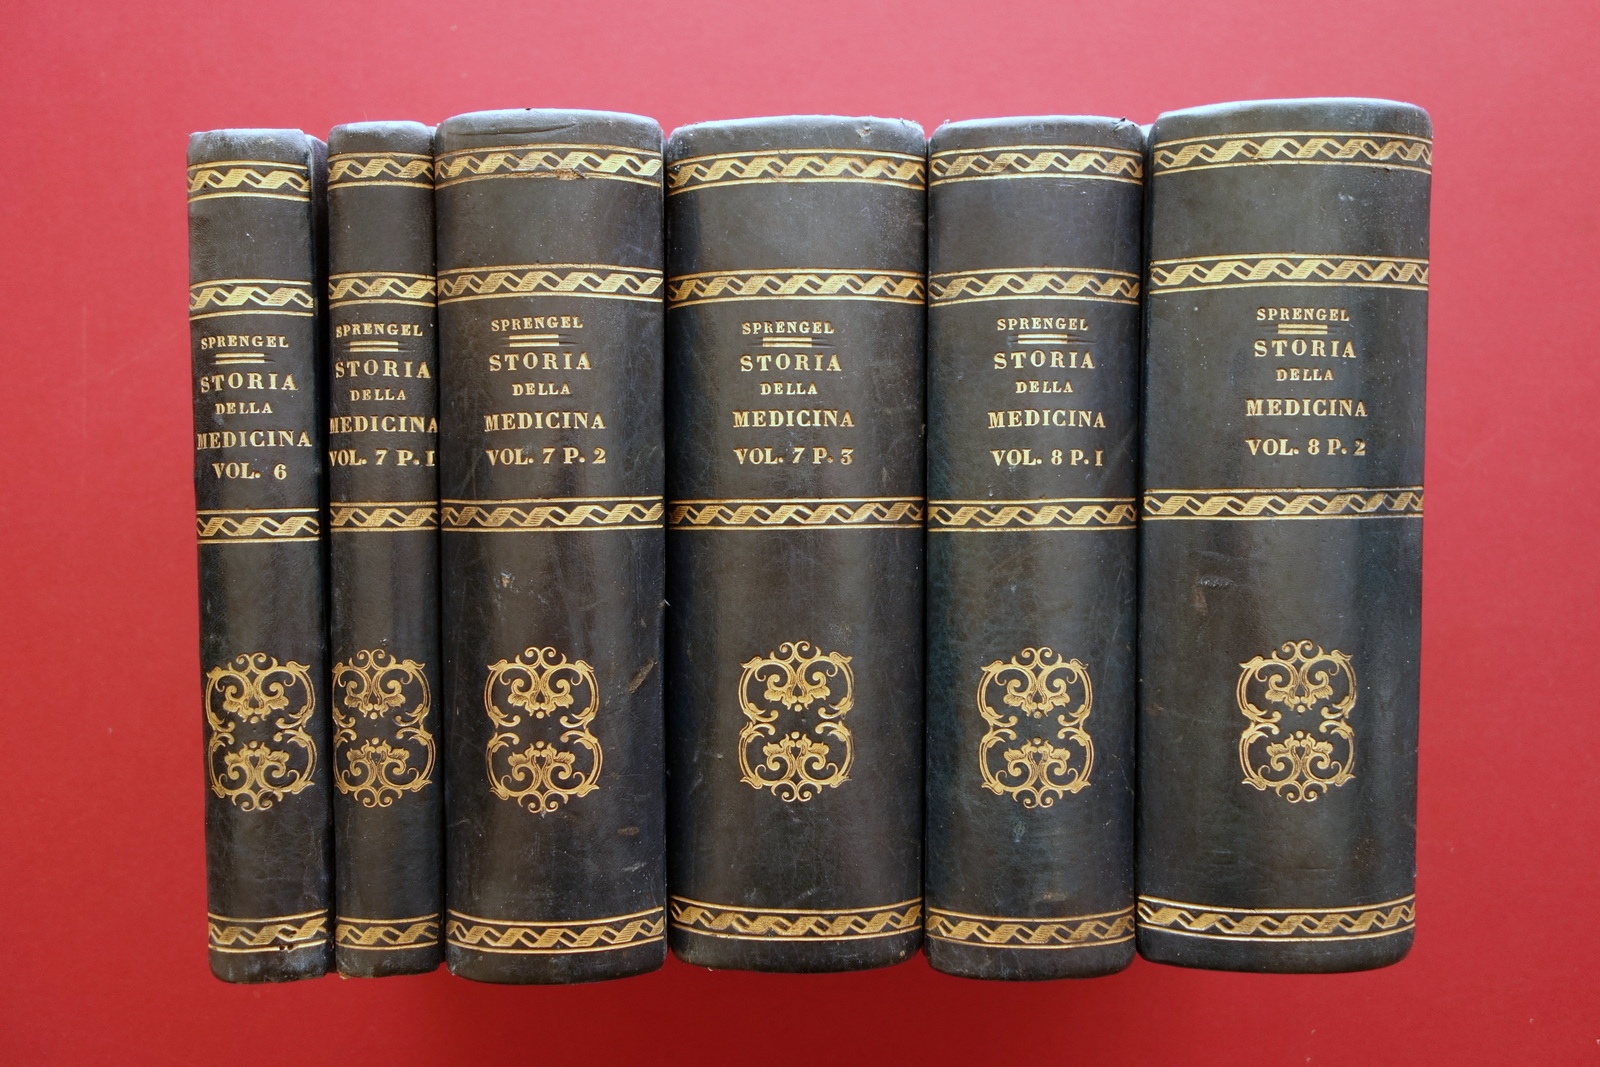 SPRENGEL
STORIA
DELLA
MEDICINA
VOL. 6
SPRENGEL
STORIA
DELLA
MEDICINA
VOL. 7 P. I
SPRENGEL
STORIA
DELLA
MEDICINA
VOL. 7 P. 2
SPRENGEL
STORIA
DELLA
MEDICINA
VOL. 7 P. 3
SPRENGEL
STORIA
DELLA
MEDICINA
VOL. 8 P. I
SPRENGEL
STORIA
DELLA
MEDICINA
VOL. 8 P. 2